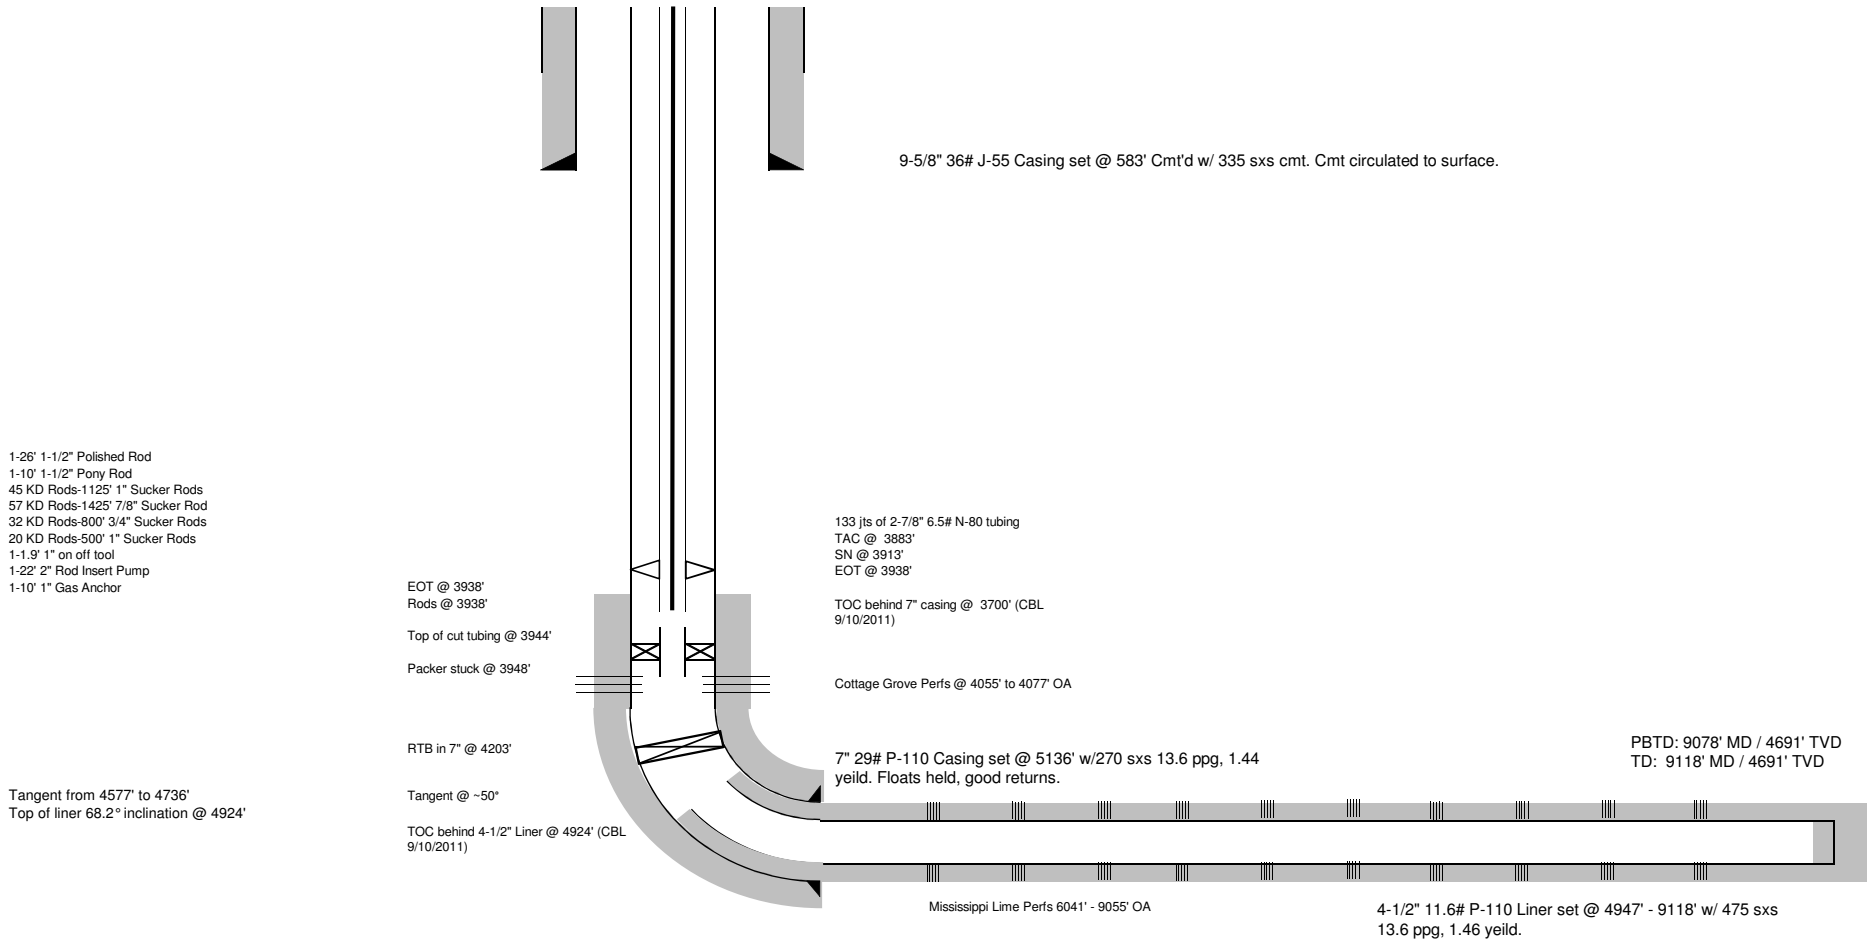 9-5/8" 36# J-55 Casing set @ 583' Cmt'd w/ 335 sxs cmt. Cmt circulated to surface.
1-26' 1-1/2" Polished Rod
1-10' 1-1/2" Pony Rod
45 KD Rods-1125' 1" Sucker Rods
57 KD Rods-1425' 7/8" Sucker Rod
32 KD Rods-800' 3/4" Sucker Rods
20 KD Rods-500' 1" Sucker Rods
1-1.9' 1" on off tool
1-22' 2" Rod Insert Pump
1-10' 1" Gas Anchor
133 jts of 2-7/8" 6.5# N-80 tubing
TAC @ 3883'
SN @ 3913'
EOT @ 3938'
EOT @ 3938'
Rods @ 3938'
TOC behind 7" casing @ 3700' (CBL
9/10/2011)
Top of cut tubing @ 3944'
Packer stuck @ 3948'
Cottage Grove Perfs @ 4055' to 4077' OA
RTB in 7" @ 4203'
7" 29# P-110 Casing set @ 5136' w/270 sxs 13.6 ppg, 1.44
yeild. Floats held, good returns.
PBTD: 9078' MD / 4691' TVD
TD: 9118' MD / 4691' TVD
Tangent from 4577' to 4736'
Top of liner 68.2° inclination @ 4924'
Tangent @ ~50°
TOC behind 4-1/2" Liner @ 4924' (CBL
9/10/2011)
Mississippi Lime Perfs 6041' - 9055' OA
4-1/2" 11.6# P-110 Liner set @ 4947' - 9118' w/ 475 sxs
13.6 ppg, 1.46 yeild.